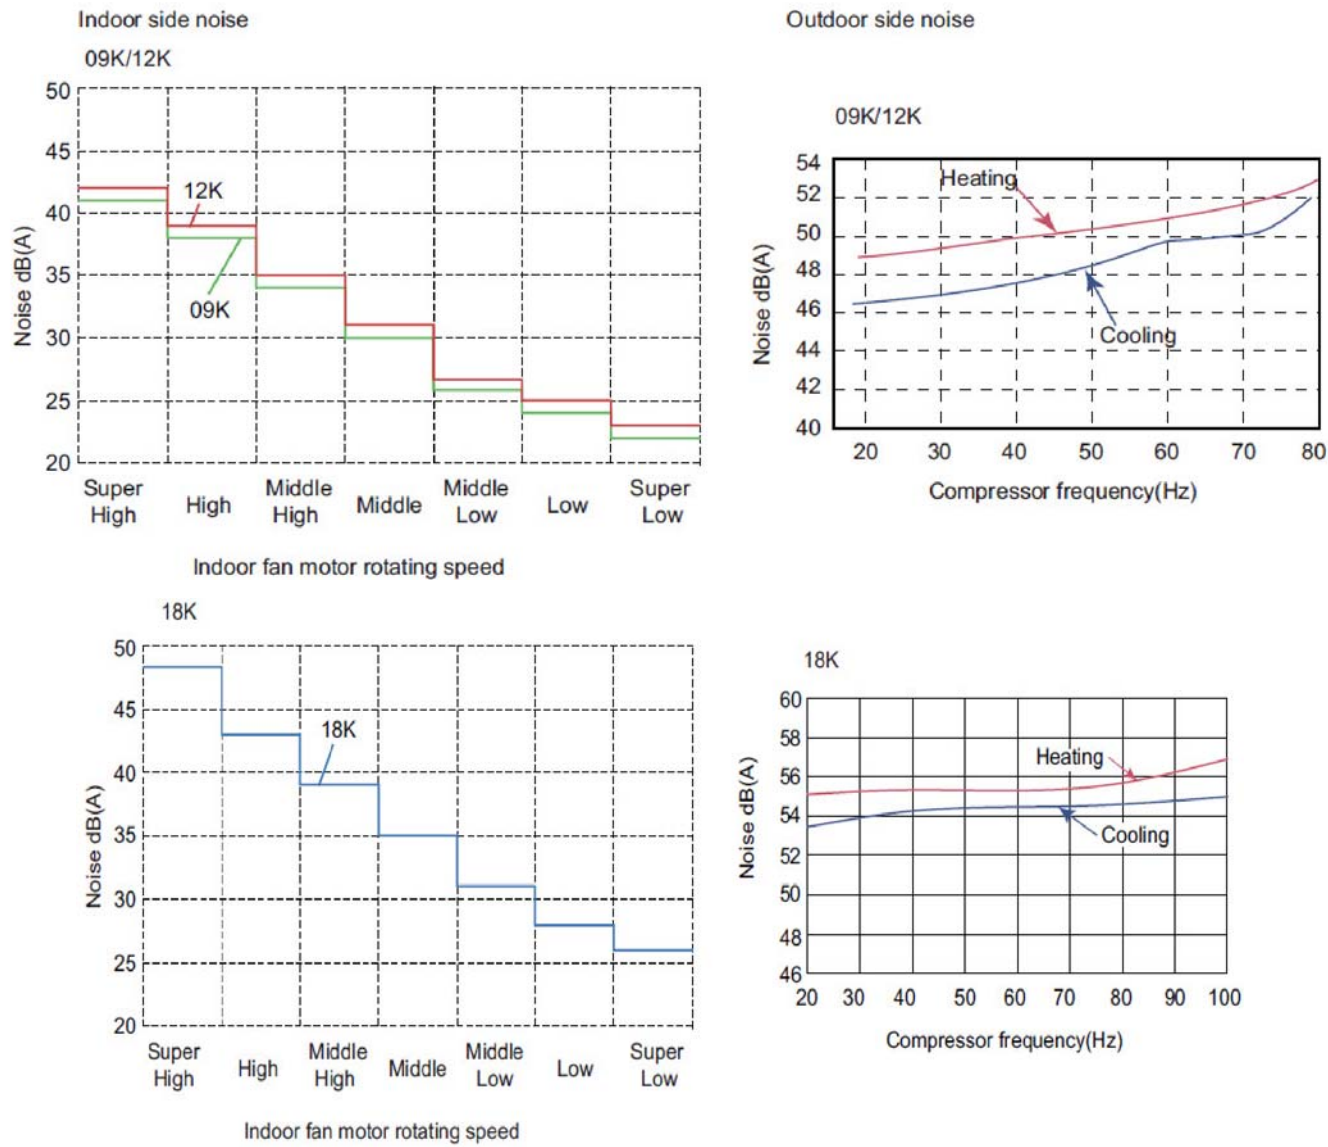 Indoor side noise
09K/12K
50
45
40
35
30
25
20
Noise dB(A)
12K
09K
Super High
High
Middle High
Middle
Middle Low
Low
Super Low
Indoor fan motor rotating speed
Outdoor side noise
09K/12K
54
52
50
48
46
44
42
40
Noise dB(A)
Heating
Cooling
20 30 40 50 60 70 80
Compressor frequency(Hz)
18K
50
45
40
35
30
25
20
Noise dB(A)
18K
Super High
High
Middle High
Middle
Middle Low
Low
Super Low
Indoor fan motor rotating speed
18K
60
58
56
54
52
50
48
46
Noise dB(A)
Heating
Cooling
20 30 40 50 60 70 80 90 100
Compressor frequency(Hz)